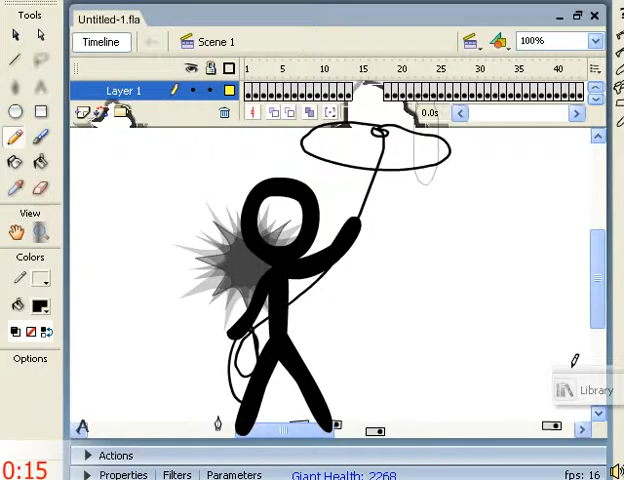 Tools
Untitled-1.fla
Timeline
Scene 1
100%
1 5 10 15 20 25 30 35 40
Layer 1
0.0s
View
Colors
Options
Library
A
Actions
Properties Filters Parameters Giant Health: 2268 fps: 16
0:15